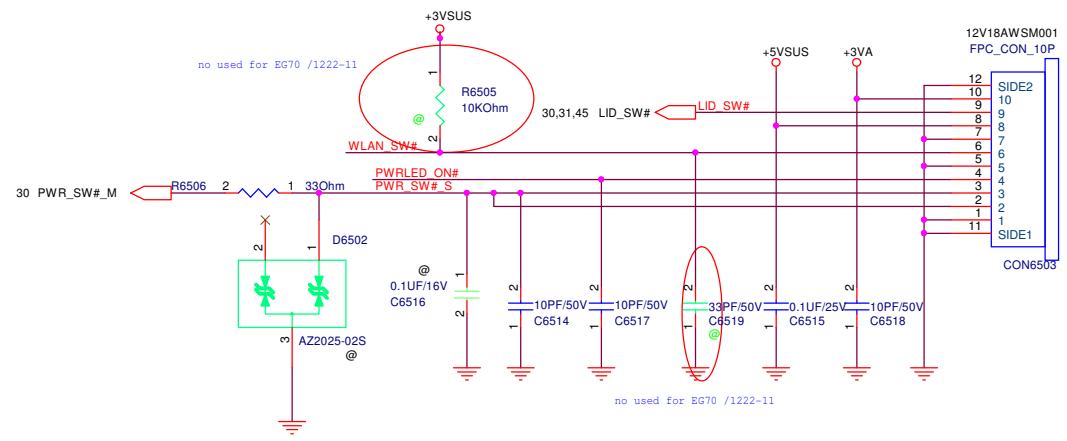 +3VSUS
12V18AWSM001
FPC_CON_10P
+5VSUS
+3VA
no used for EG70 /1222-11
1
R6505
10KOhm
@
2
30,31,45 LID_SW#
LID_SW#
WLAN_SW#
12 SIDE2
10 10
9 9
8 8
7 7
6 6
5 5
4 4
3 3
2 2
1 1
11 SIDE1
CON6503
PWRLED_ON#
30 PWR_SW#_M
R6506 2 1 33Ohm
PWR_SW#_S
2
1
D6502
3
AZ2025-02S
@
@
0.1UF/16V
C6516
1
2
2
10PF/50V
1
C6514
2
10PF/50V
1
C6517
2
33PF/50V
1
C6519
@
2
0.1UF/25V
1
C6515
2
10PF/50V
1
C6518
no used for EG70 /1222-11